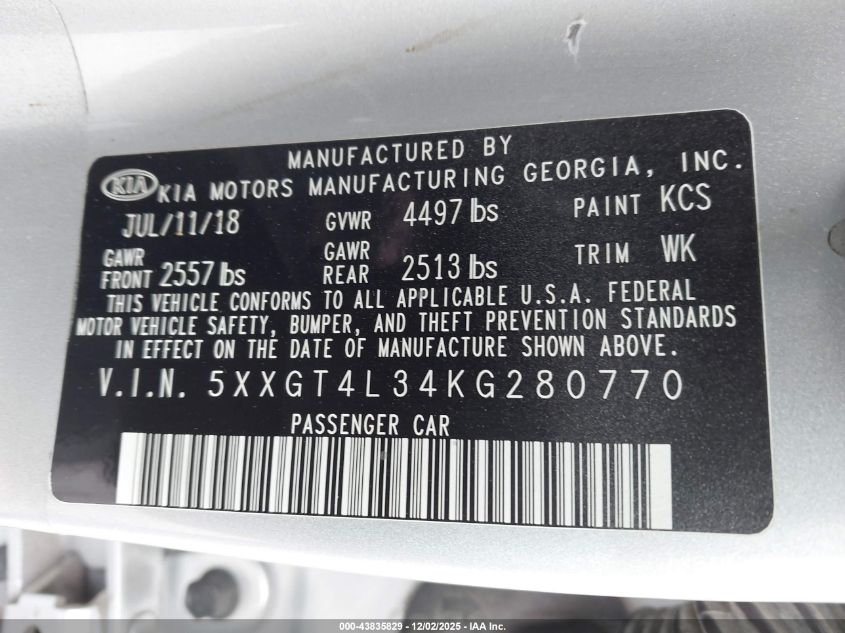 MANUFACTURED BY
KIA KIA MOTORS MANUFACTURING GEORGIA, INC.
JUL/11/18 GVWR 4497 lbs PAINT KCS
GAWR FRONT 2557 lbs GAWR REAR 2513 lbs TRIM WK
THIS VEHICLE CONFORMS TO ALL APPLICABLE U.S.A. FEDERAL
MOTOR VEHICLE SAFETY, BUMPER, AND THEFT PREVENTION STANDARDS
IN EFFECT ON THE DATE OF MANUFACTURE SHOWN ABOVE.
V.I.N. 5XXGT4L34KG280770
PASSENGER CAR
000-43835829 - 12/02/2025 - IAA Inc.